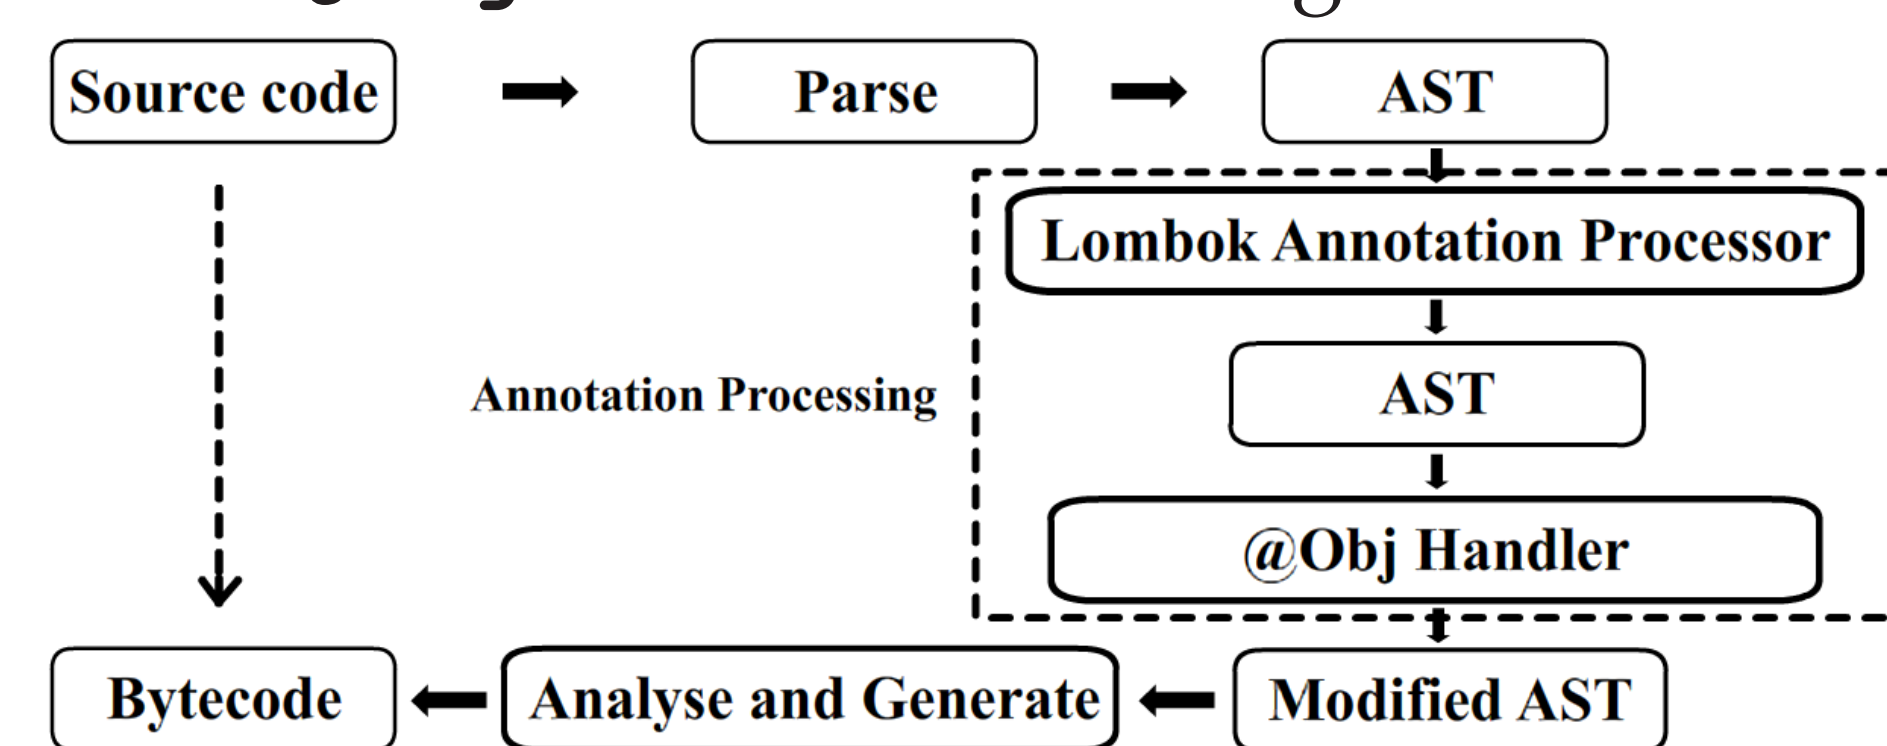 Source code
Parse
AST
Lombok Annotation Processor
Annotation Processing
AST
@Obj Handler
Bytecode
Analyse and Generate
Modified AST